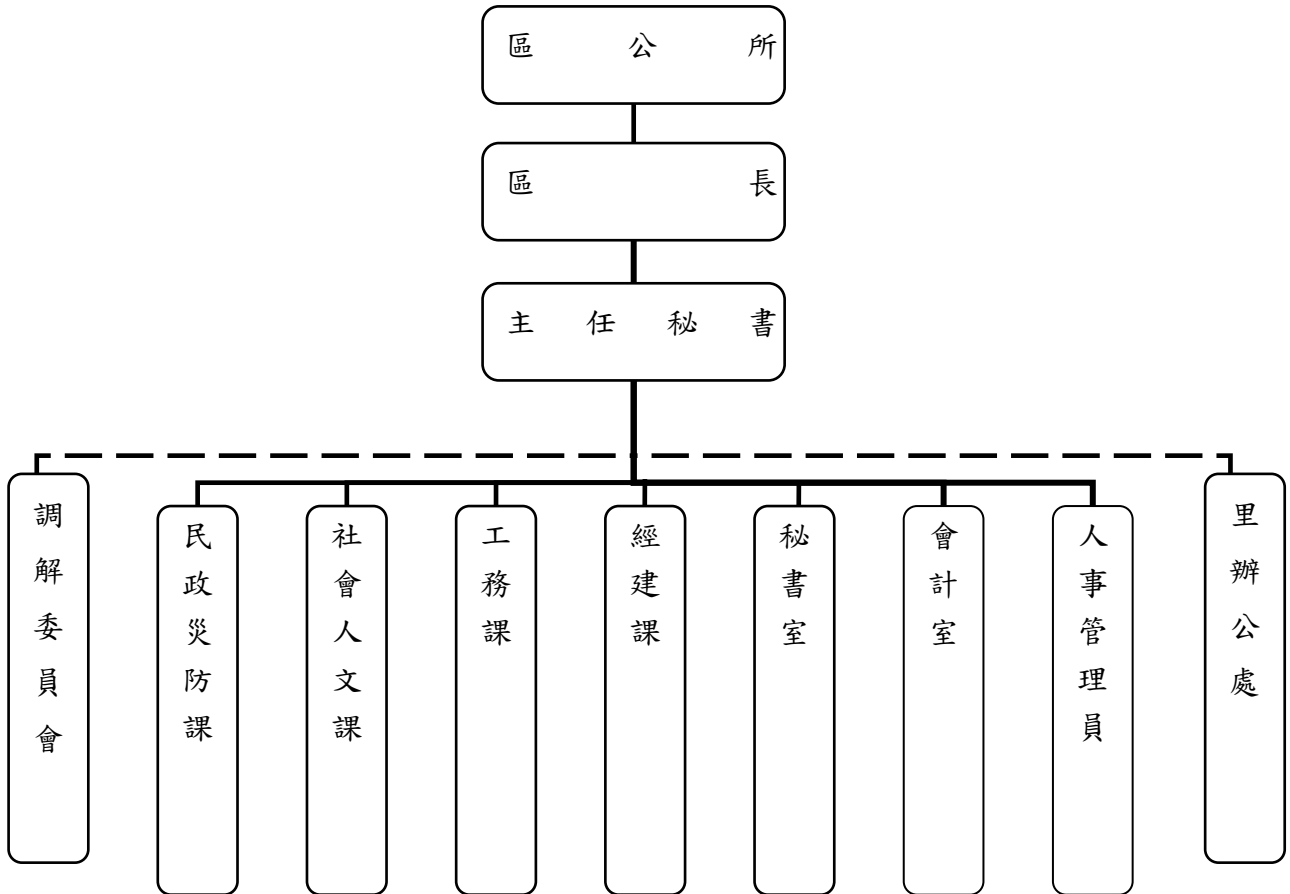 區公所
區長
主任秘書
調解委員會
民政災防課
社會人文課
工務課
經建課
秘書室
會計室
人事管理員
里辦公處